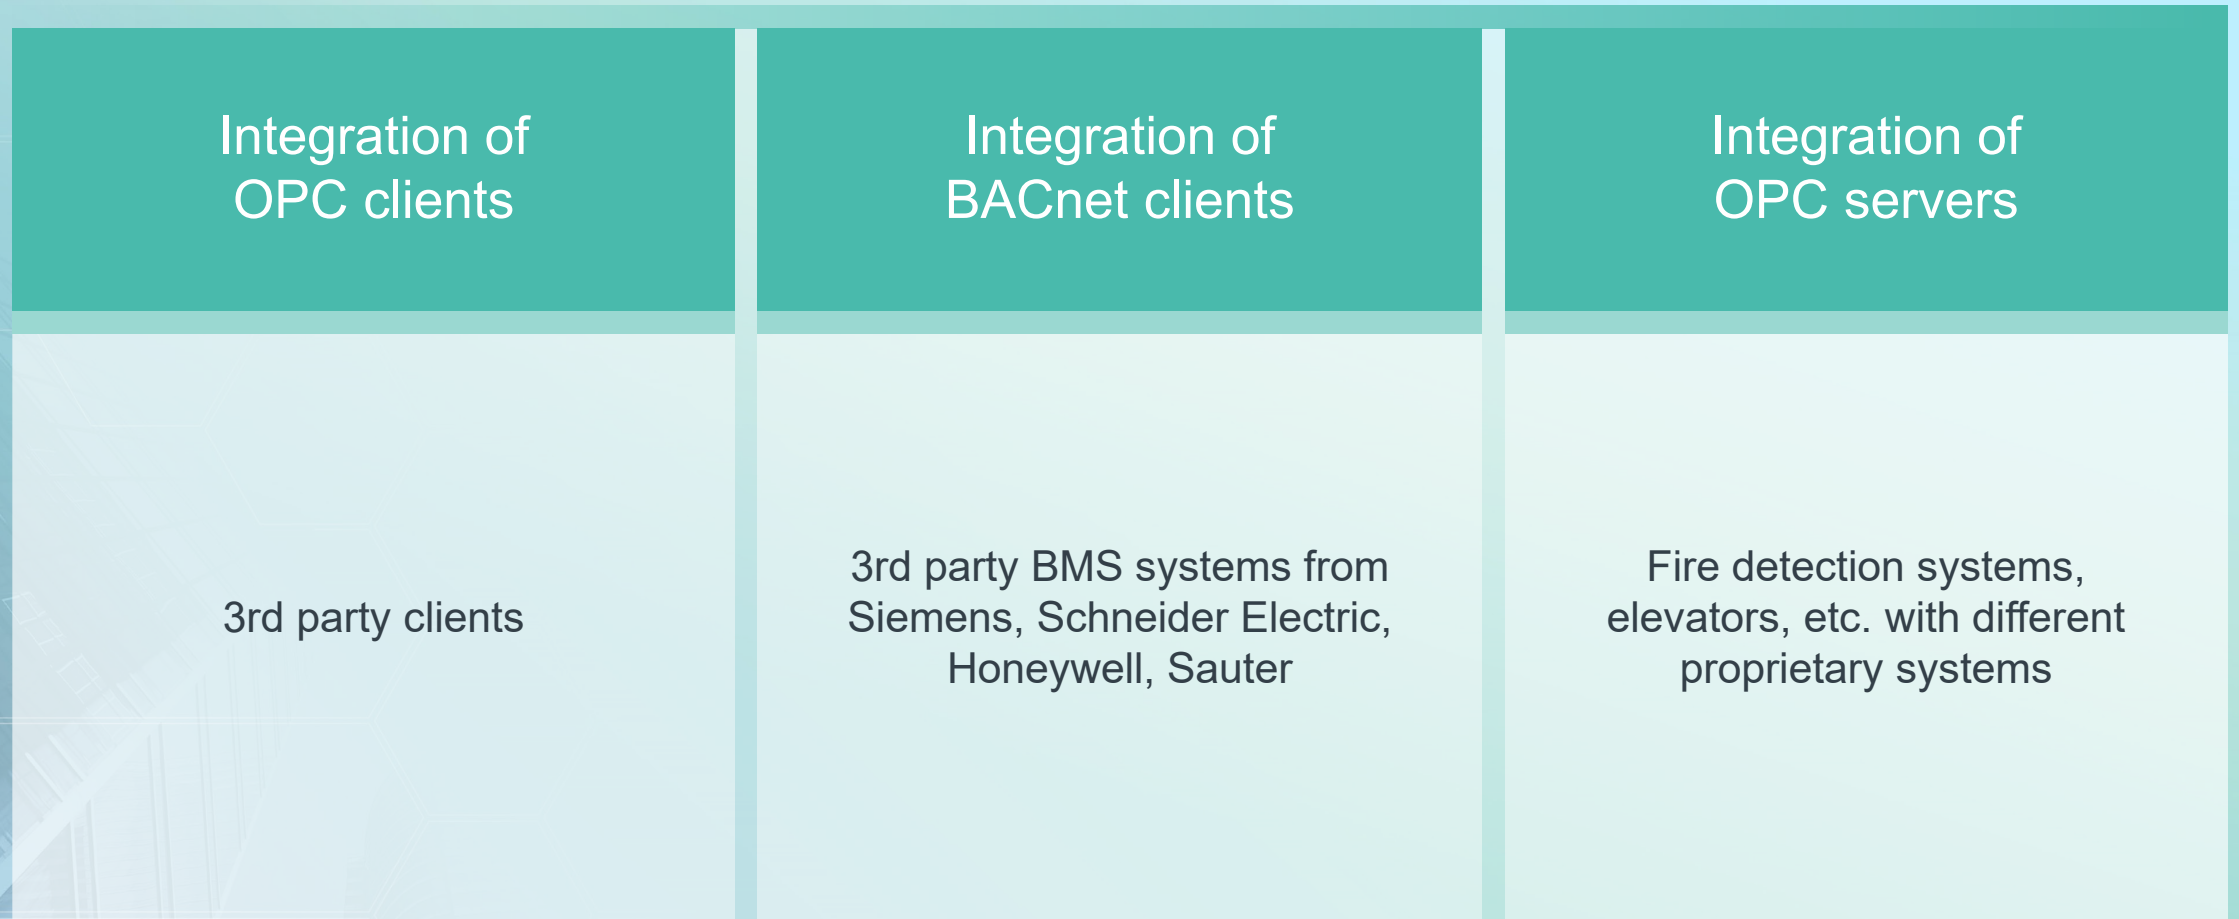 Integration of
OPC clients
Integration of
BACnet clients
Integration of
OPC servers
3rd party clients
3rd party BMS systems from
Siemens, Schneider Electric,
Honeywell, Sauter
Fire detection systems,
elevators, etc. with different
proprietary systems